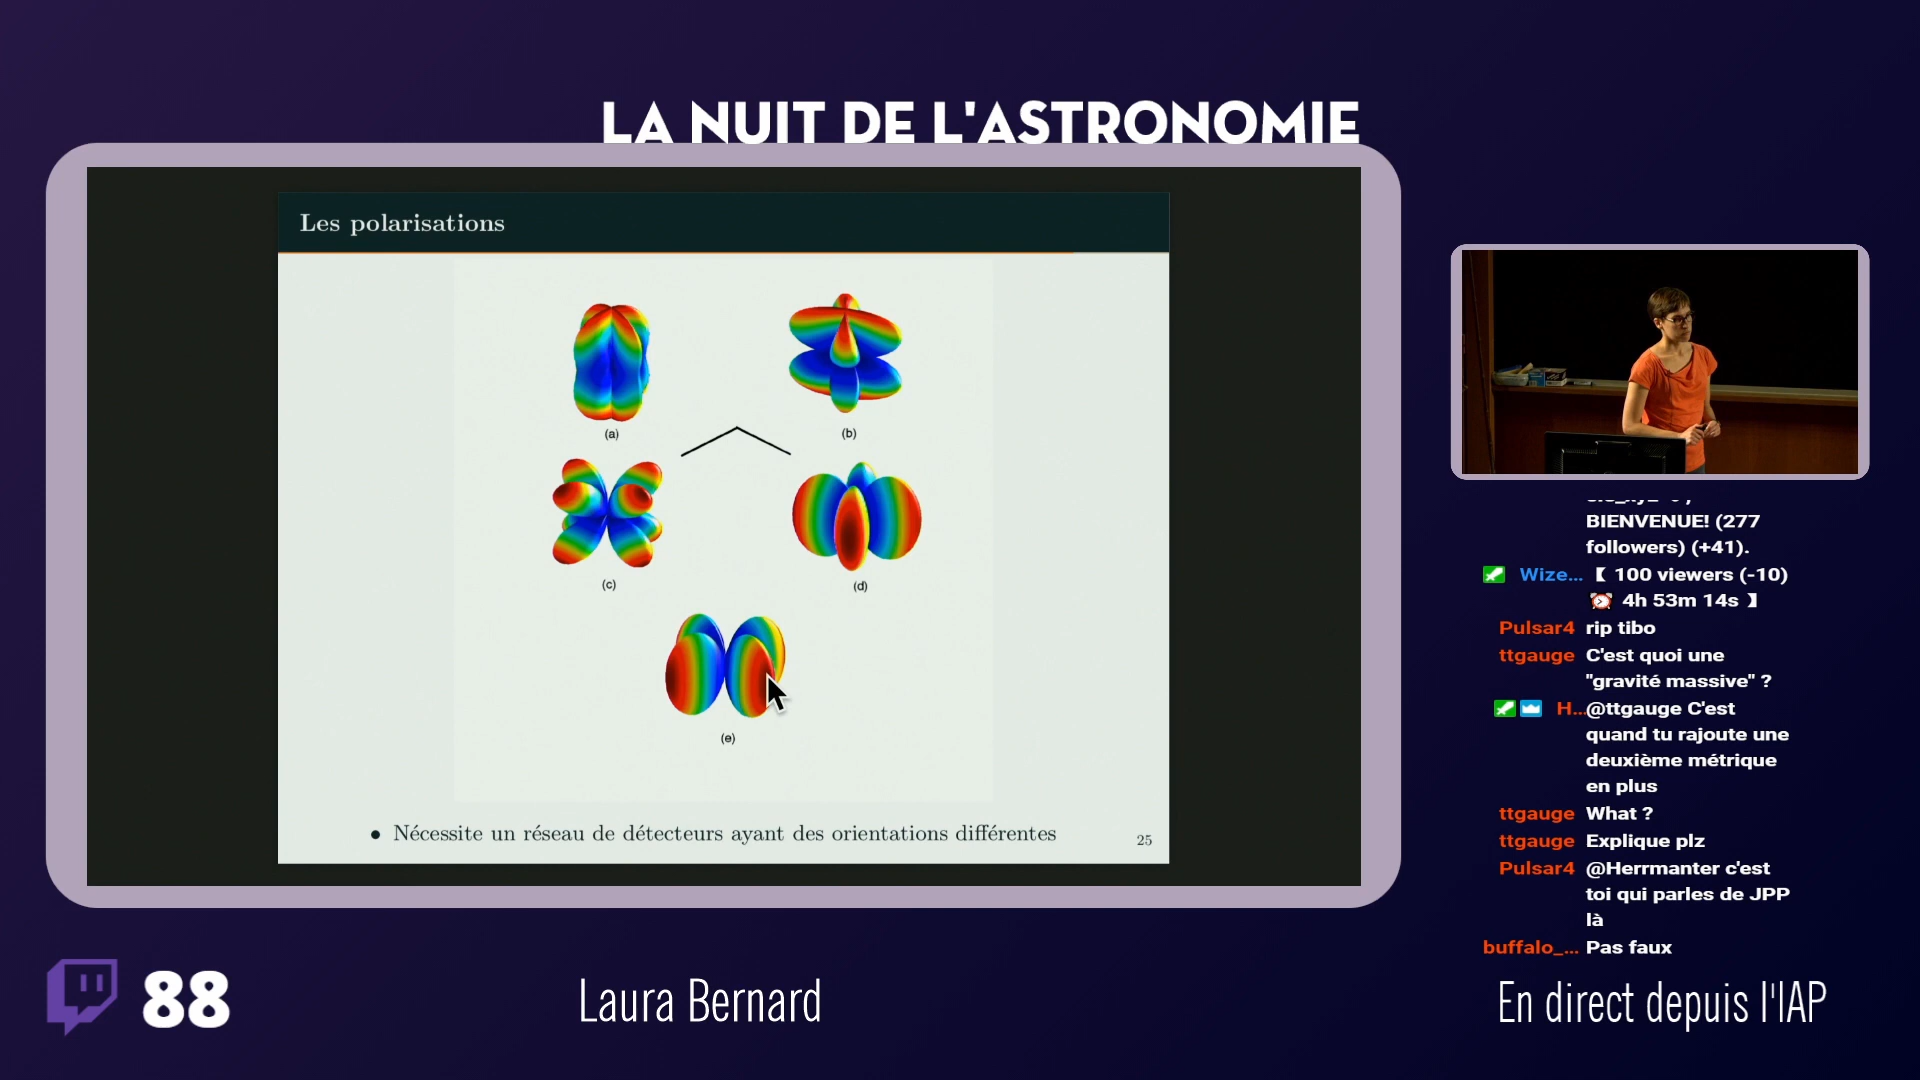 LA NUIT DE L'ASTRONOMIE
Les polarisations
(a)
(b)
(c)
(d)
(e)
• Nécessite un réseau de détecteurs ayant des orientations différentes
25
BIENVENUE! (277
followers) (+41).
Wize... 【 100 viewers (-10)
⏰ 4h 53m 14s 】
Pulsar4 rip tibo
ttgauge C'est quoi une
"gravité massive" ?
H...@ttgauge C'est
quand tu rajoute une
deuxième métrique
en plus
ttgauge What ?
ttgauge Explique plz
Pulsar4 @Herrmanter c'est
toi qui parles de JPP
là
buffalo_... Pas faux
88
Laura Bernard
En direct depuis l'IAP